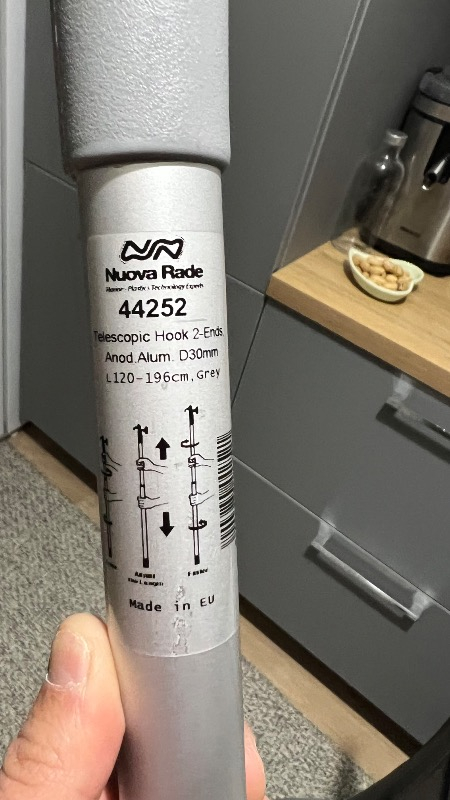 Nuova Rade
44252
Telescopic Hook 2-Ends
Anod.Alum. D30mm
L120-196cm, Grey
Made in EU